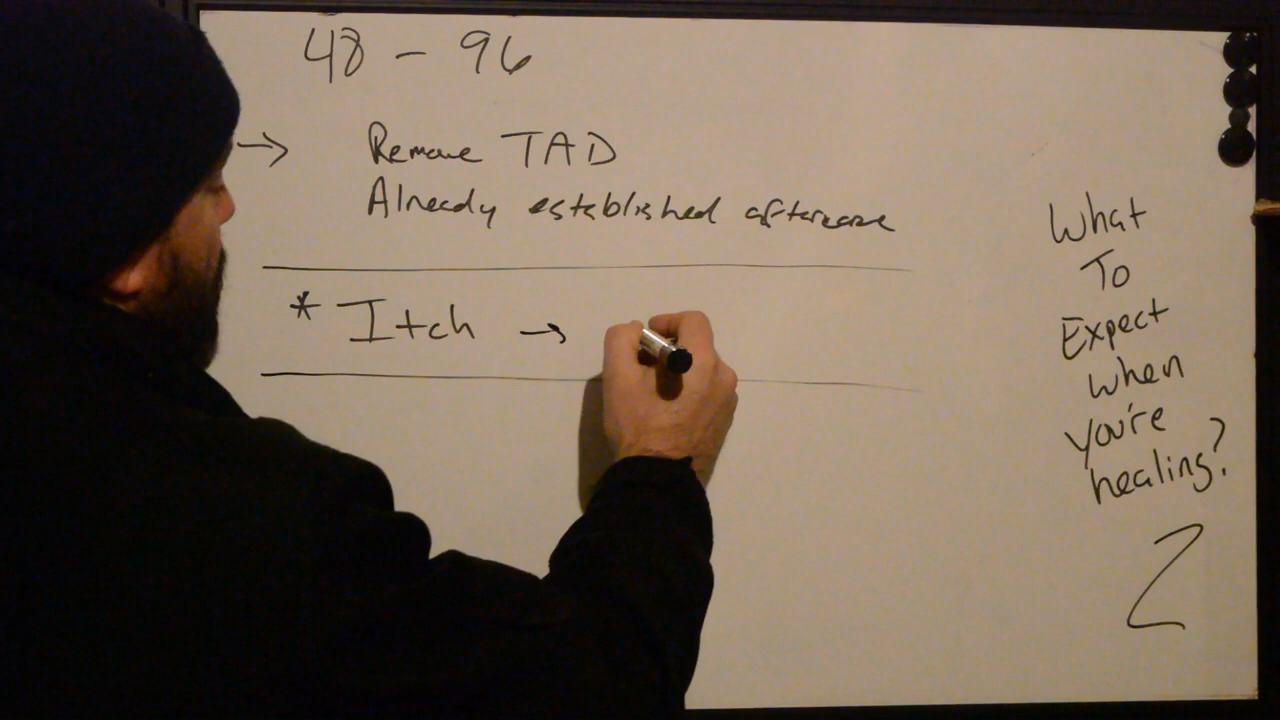 48 - 96
→ Remove TAD
Already established aftercare
* Itch →
What
To
Expect
when
you're
healing?
2